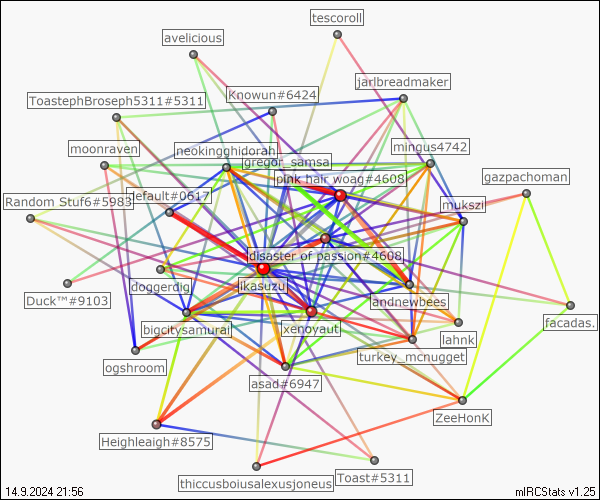 tescoroll
avelicious
jarlbreadmaker
Knowun#6424
ToastephBroseph5311#5311
mingus4742
moonraven
neokingghidorah
gregor_samsa
pink hair woag#4608
gazpachoman
default#0617
Random Stuf6#5983
mukszi
disaster of passion#4608
doggerdig
ikasuzu
Duck™#9103
andnewbees
facadas.
bigcitysamurai
xenoyaut
lahnk
turkey_mcnugget
ogshroom
asad#6947
ZeeHonK
Heighleagh#8575
Toast#5311
thiccusboiusalexusjoneus
14.9.2024 21:56
mIRCStats v1.25